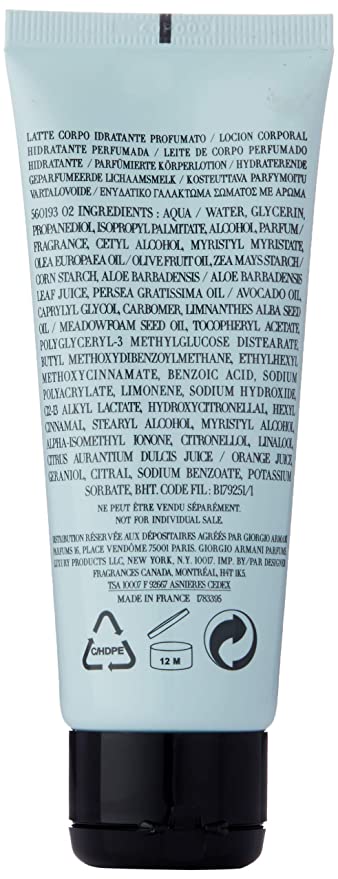 LATTE CORPO IDRATANTE PROFUMATO / LOCION CORPORAL
HIDRATANTE PERFUMADA / LEITE DE CORPO PERFUMADO
HIDRATANTE / PARFÜMIERTE KÖRPERLOTION / HYDRATERENDE
GEPARFUMEERDE LICHAAMSMELK / KOSTEUTTAVA PARFYMOITU
VARTALOVOIDE / ΕΝΥΔΑΤΙΚΟ ΓΑΛΑΚΤΩΜΑ ΣΩΜΑΤΟΣ ΜΕ ΑΡΩΜΑ
560193 02 INGREDIENTS : AQUA / WATER, GLYCERIN,
PROPANEDIOL, ISOPROPYL PALMITATE, ALCOHOL, PARFUM /
FRAGRANCE, CETYL ALCOHOL, MYRISTYL MYRISTATE,
OLEA EUROPAEA OIL / OLIVE FRUIT OIL, ZEA MAYS STARCH /
CORN STARCH, ALOE BARBADENSIS / ALOE BARBADENSIS
LEAF JUICE, PERSEA GRATISSIMA OIL / AVOCADO OIL,
CAPRYLYL GLYCOL, CARBOMER, LIMNANTHES ALBA SEED
OIL / MEADOWFOAM SEED OIL, TOCOPHERYL ACETATE,
POLYGLYCERYL-3 METHYLGLUCOSE DISTEARATE,
BUTYL METHOXYDIBENZOYLMETHANE, ETHYLHEXYL
METHOXYCINNAMATE, BENZOIC ACID, SODIUM
POLYACRYLATE, LIMONENE, SODIUM HYDROXIDE,
C12-13 ALKYL LACTATE, HYDROXYCITRONELLAL, HEXYL
CINNAMAL, STEARYL ALCOHOL, MYRISTYL ALCOHOL,
ALPHA-ISOMETHYL IONONE, CITRONELLOL, LINALOOL,
CITRUS AURANTIUM DULCIS JUICE / ORANGE JUICE,
GERANIOL, CITRAL, SODIUM BENZOATE, POTASSIUM
SORBATE, BHT. CODE FIL : B179251/1
NE PEUT ÊTRE VENDU SÉPARÉMENT.
NOT FOR INDIVIDUAL SALE.
DISTRIBUTION RÉSERVÉE AUX DÉPOSITAIRES AGRÉÉS PAR GIORGIO ARMANI
PARFUMS 16, PLACE VENDÔME 75001 PARIS. GIORGIO ARMANI PARFUMS,
LUXURY PRODUCTS LLC, NEW YORK, NY 10017. IMP. BY/PAR DESIGNER
FRAGRANCES CANADA, MONTRÉAL, H4T 1K5.
TSA 10007 F 92667 ASNIERES CEDEX
MADE IN FRANCE 1783395
C/HDPE
12 M